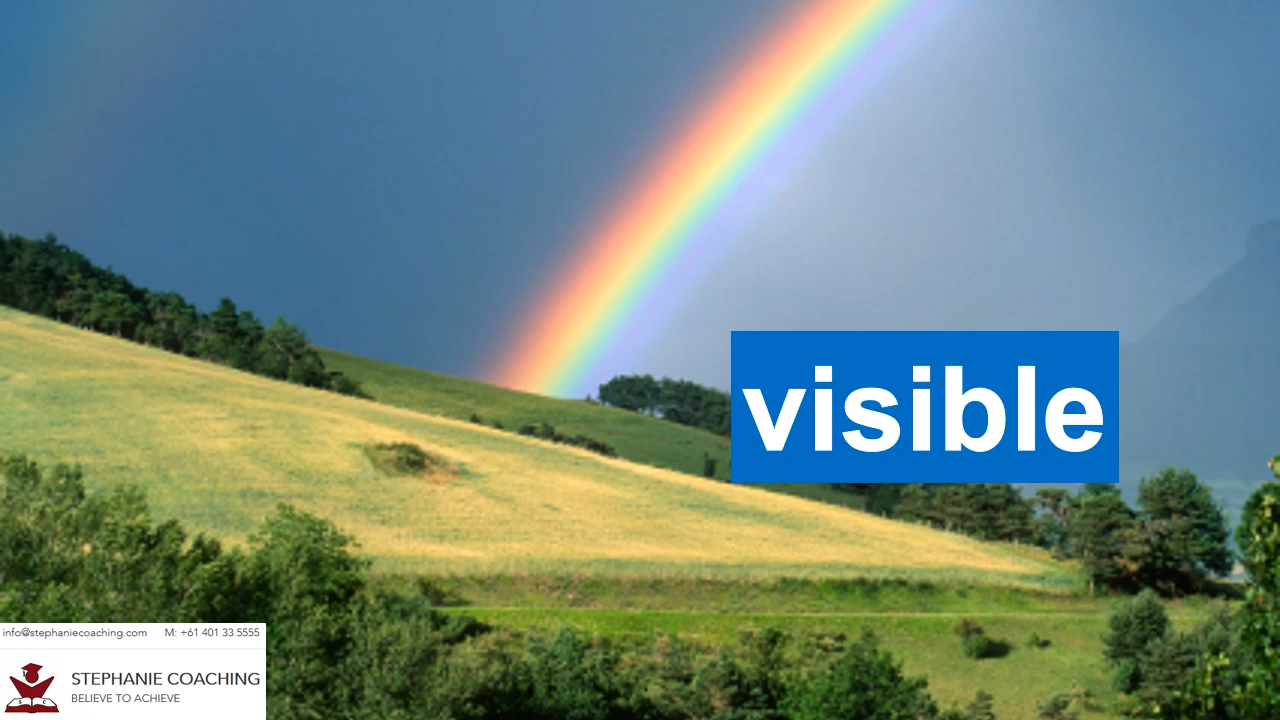 visible
info@stephaniecoaching.com M: +61 401 33 5555
STEPHANIE COACHING
BELIEVE TO ACHIEVE